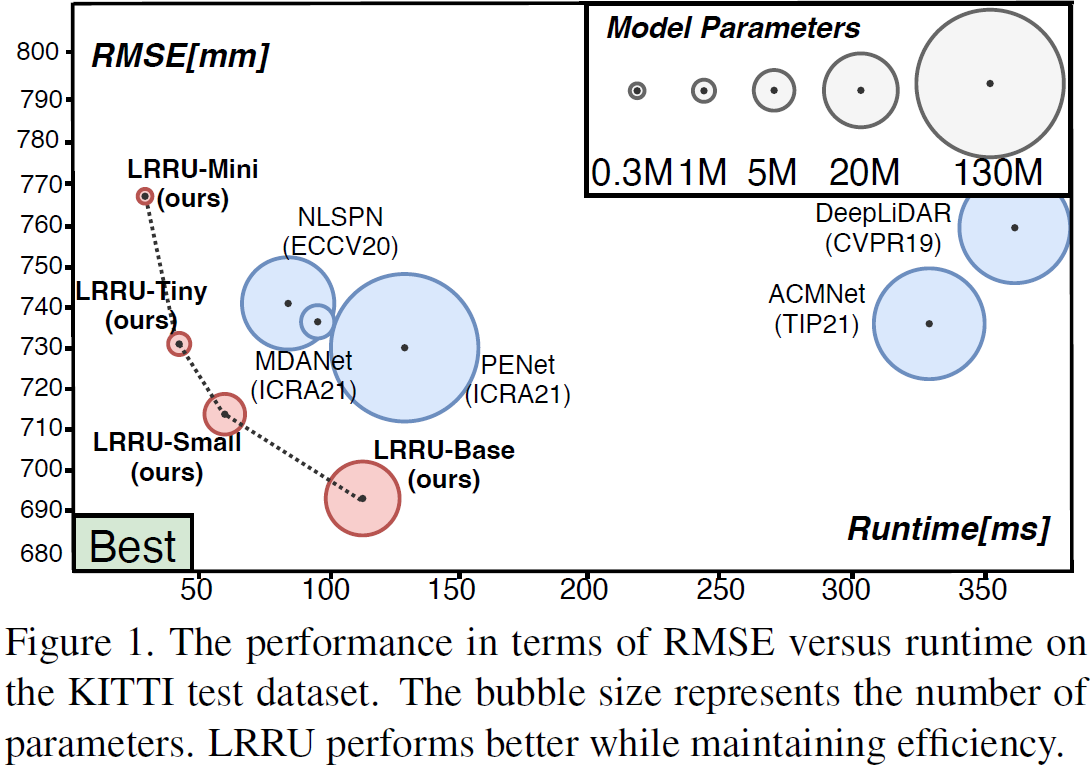 RMSE[mm]
800
790
780
770
760
750
740
730
720
710
700
690
680
Model Parameters
0.3M 1M 5M 20M 130M
LRRU-Mini
(ours)
NLSPN
(ECCV20)
DeepLiDAR
(CVPR19)
LRRU-Tiny
(ours)
ACMNet
(TIP21)
MDANet
(ICRA21)
PENet
(ICRA21)
LRRU-Small
(ours)
LRRU-Base
(ours)
Best
Runtime[ms]
50 100 150 200 250 300 350
Figure 1. The performance in terms of RMSE versus runtime on
the KITTI test dataset. The bubble size represents the number of
parameters. LRRU performs better while maintaining efficiency.